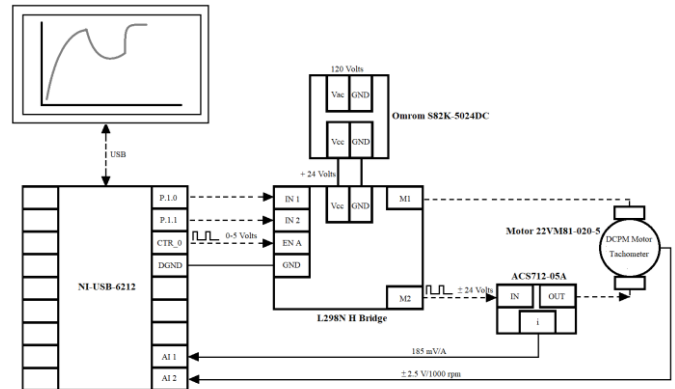 120 Volts
Vac GND
Omrom S82K-5024DC
Vcc GND
USB
+ 24 Volts
P.1.0 IN 1 Vcc GND M1
P.1.1 IN 2 Motor 22VM81-020-5
CTR_0 0-5 Volts EN A DCPM Motor
Tachometer
DGND GND
NI-USB-6212 ACS712-05A
M2 ± 24 Volts IN OUT
L298N H Bridge i
AI 1 185 mV/A
AI 2 ± 2.5 V/1000 rpm